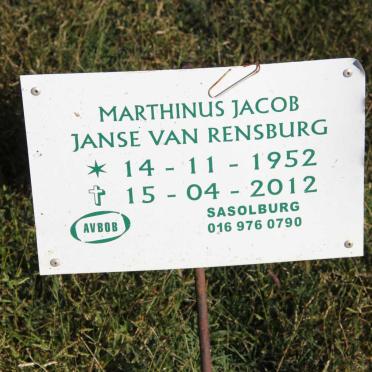 MARTHINUS JACOB
JANSE VAN RENSBURG
14 - 11 - 1952
15 - 04 - 2012
AVBOB
SASOLBURG
016 976 0790